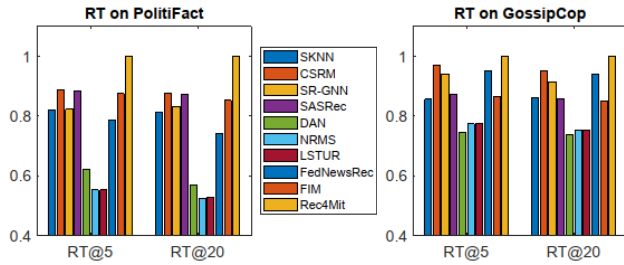 RT on PolitiFact
1
0.8
0.6
0.4
RT@5
RT@20
SKNN
CSRM
SR-GNN
SASRec
DAN
NRMS
LSTUR
FedNewsRec
FIM
Rec4Mit
RT on GossipCop
1
0.8
0.6
0.4
RT@5
RT@20